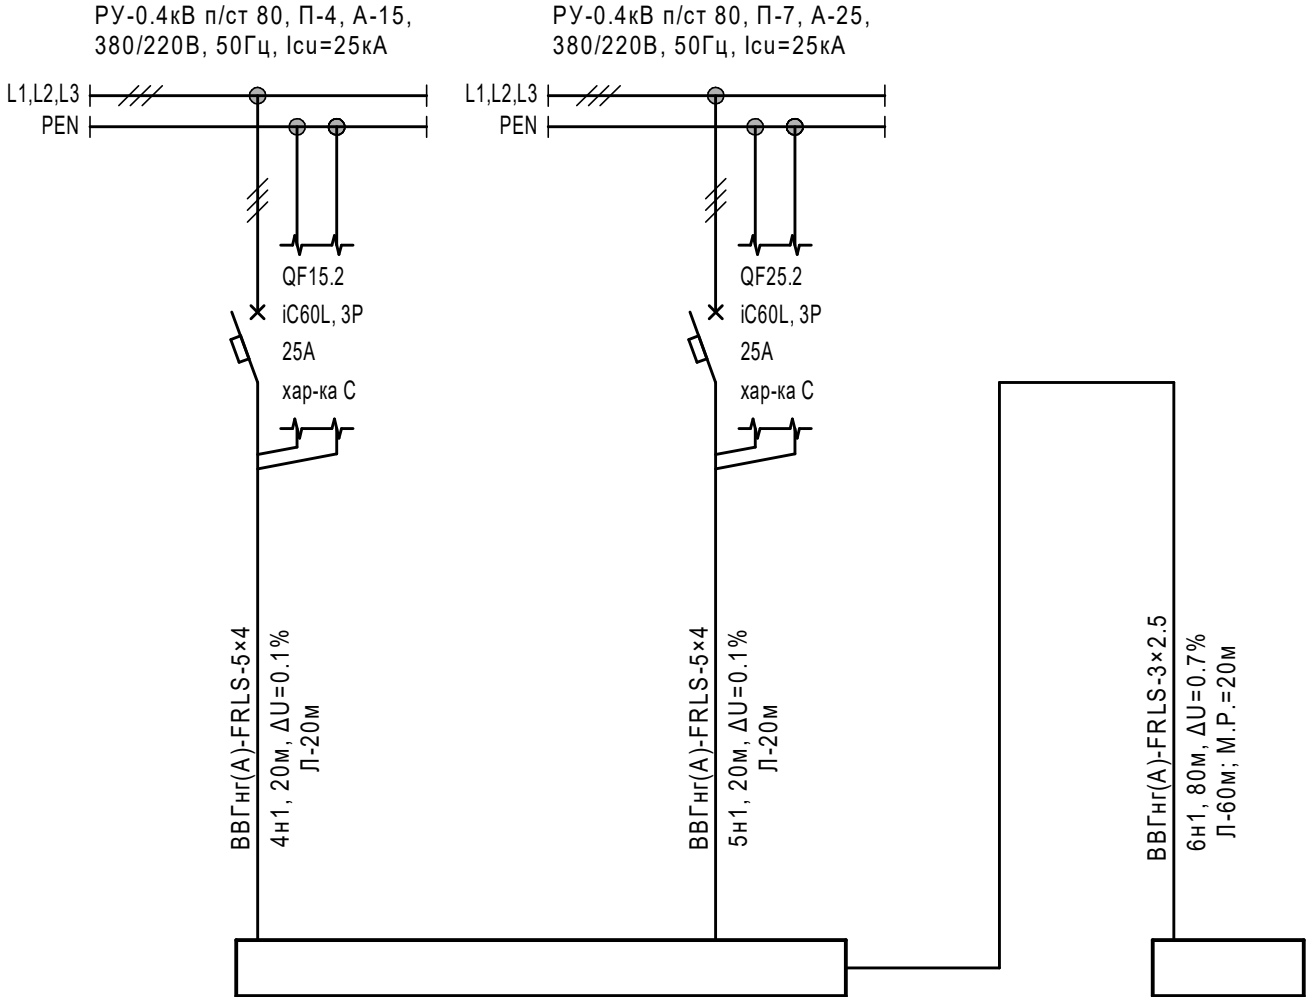 РУ-0.4кВ п/ст 80, П-4, А-15,
380/220В, 50Гц, Icu=25кА
L1,L2,L3
PEN
QF15.2
iC60L, 3P
25А
хар-ка С
ВВГнг(А)-FRLS-5×4
4н1, 20м, ΔU=0.1%
Л-20м
РУ-0.4кВ п/ст 80, П-7, А-25,
380/220В, 50Гц, Icu=25кА
L1,L2,L3
PEN
QF25.2
iC60L, 3P
25А
хар-ка С
ВВГнг(А)-FRLS-5×4
5н1, 20м, ΔU=0.1%
Л-20м
ВВГнг(А)-FRLS-3×2.5
6н1, 80м, ΔU=0.7%
Л-60м; М.Р.=20м